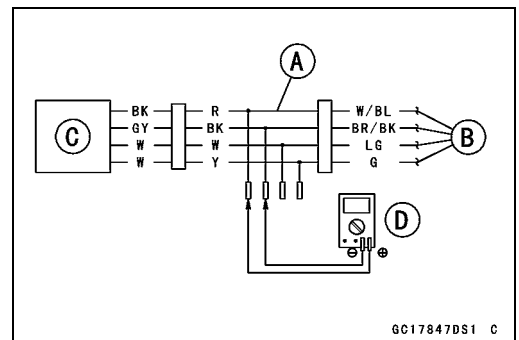 A
BK R W/BL
GY BK BR/BK
W W LG
W Y G
C
B
D
⊖ ⊕
GC17847DS1 C